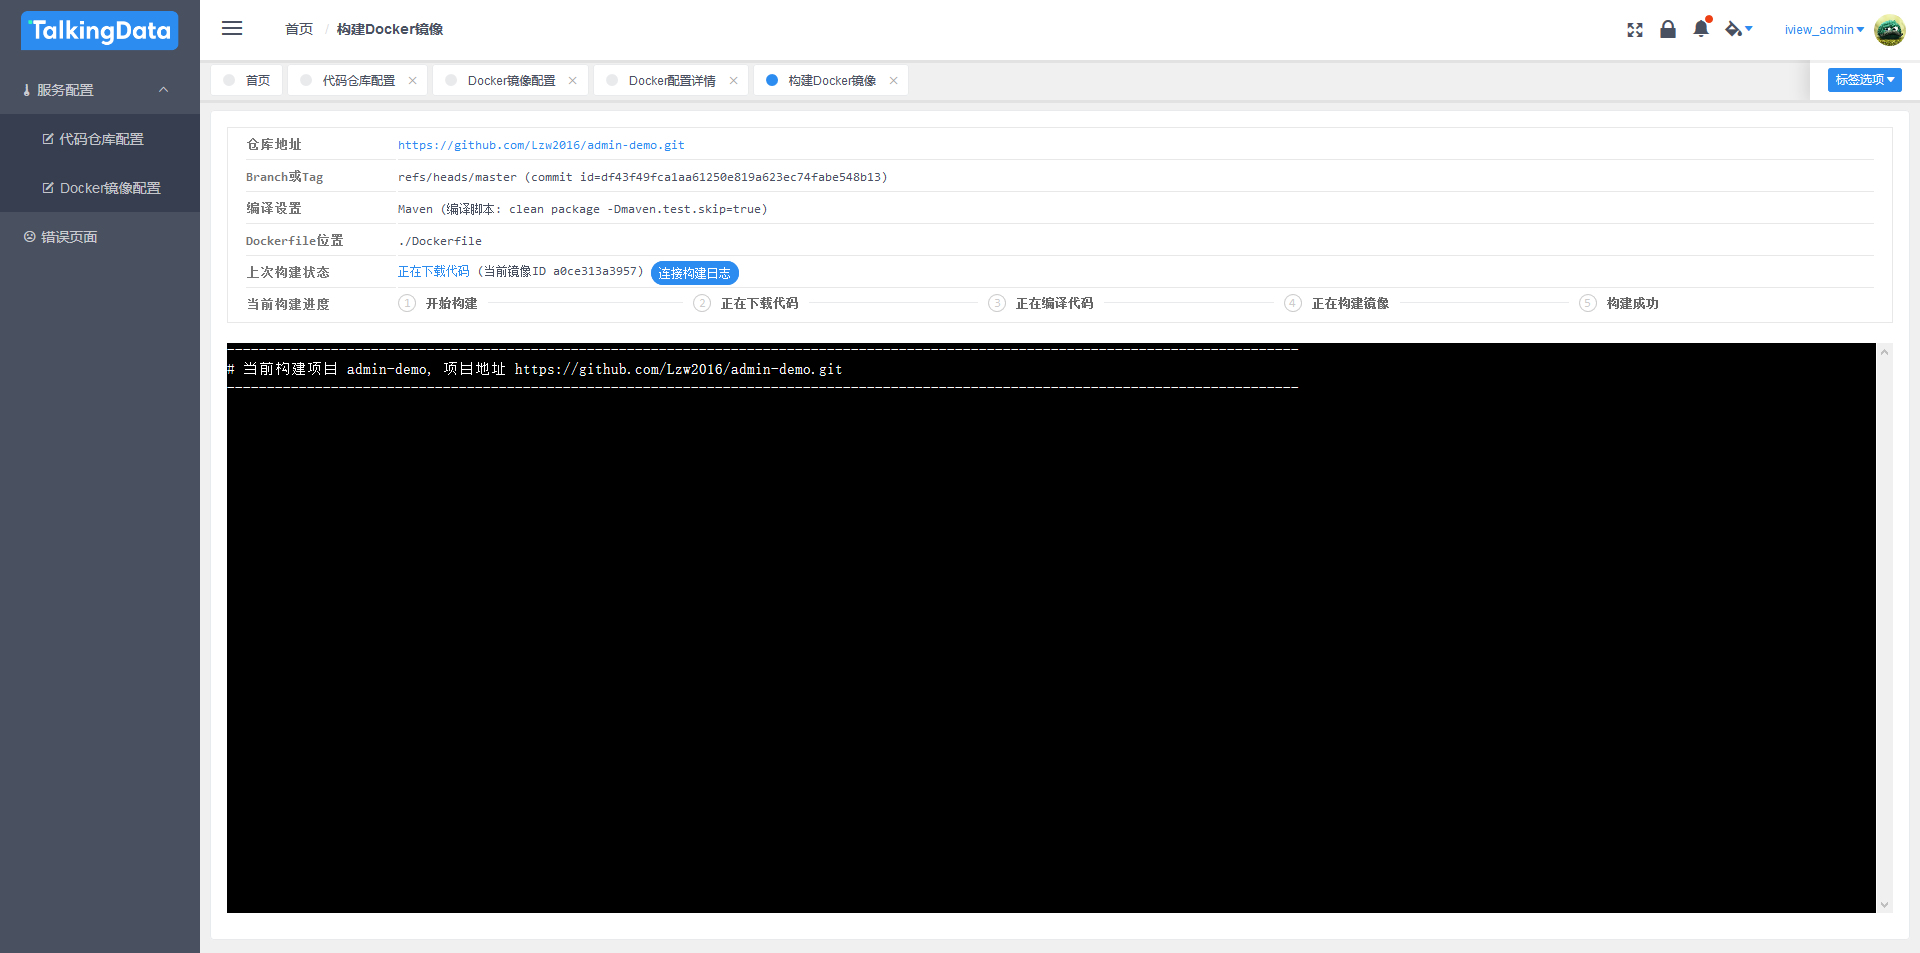 TalkingData
服务配置
代码仓库配置
Docker镜像配置
错误页面
首页 / 构建Docker镜像
iview_admin
首页 代码仓库配置 Docker镜像配置 Docker配置详情 构建Docker镜像 标签选项
仓库地址 https://github.com/Lzw2016/admin-demo.git
Branch或Tag refs/heads/master (commit id=df43f49fca1aa61250e819a623ec74fabe548b13)
编译设置 Maven (编译脚本: clean package -Dmaven.test.skip=true)
Dockerfile位置 ./Dockerfile
上次构建状态 正在下载代码 (当前镜像ID a0ce313a3957) 连接构建日志
当前构建进度 1 开始构建 2 正在下载代码 3 正在编译代码 4 正在构建镜像 5 构建成功
# 当前构建项目 admin-demo, 项目地址 https://github.com/Lzw2016/admin-demo.git